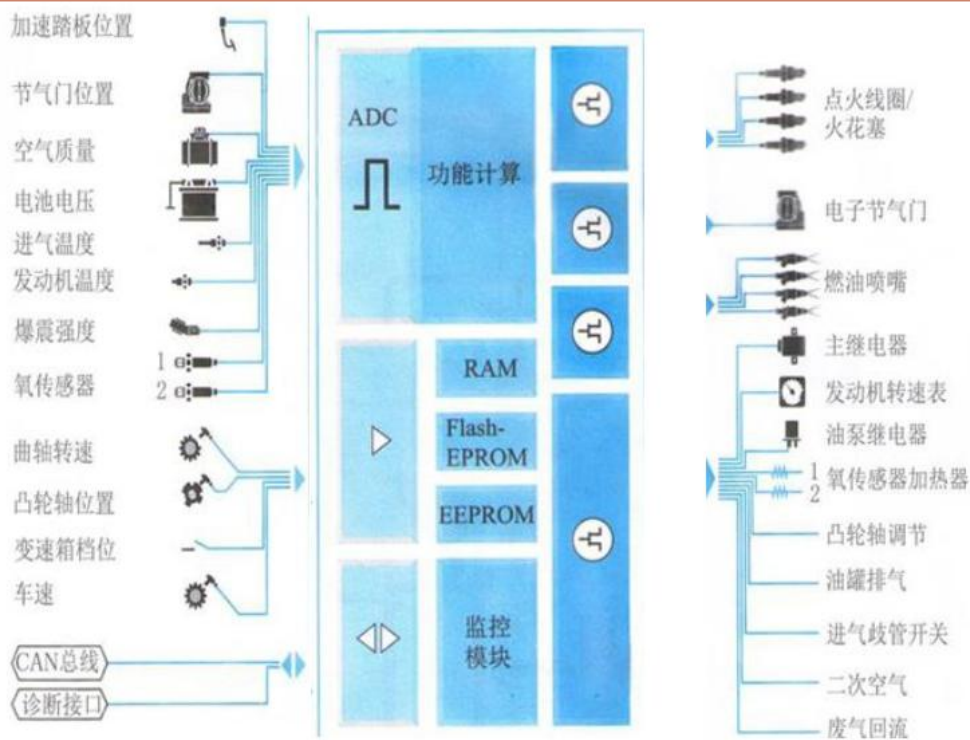 加速踏板位置
节气门位置
空气质量
电池电压
进气温度
发动机温度
爆震强度
1
氧传感器 2
曲轴转速
凸轮轴位置
变速箱档位
车速
CAN总线
诊断接口
ADC
功能计算
RAM
Flash-
EPROM
EEPROM
监控
模块
点火线圈/
火花塞
电子节气门
燃油喷嘴
主继电器
发动机转速表
油泵继电器
1
2 氧传感器加热器
凸轮轴调节
油罐排气
进气歧管开关
二次空气
废气回流